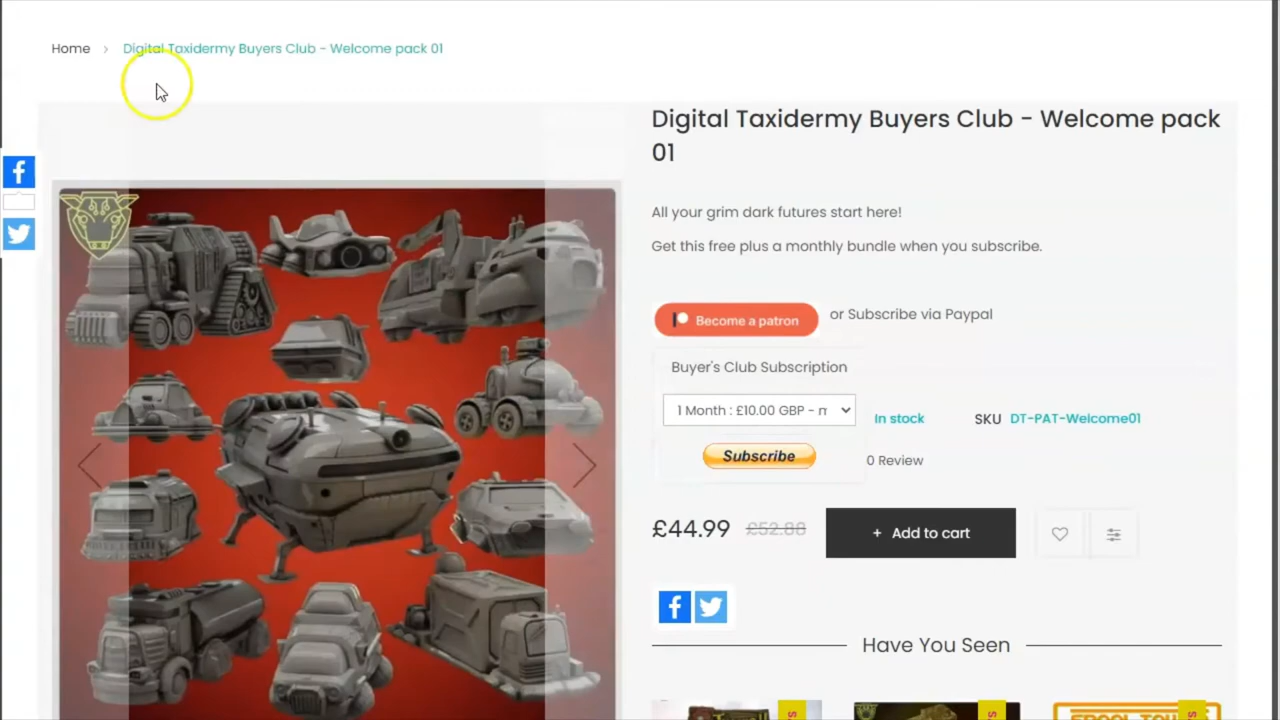 Home > Digital Taxidermy Buyers Club - Welcome pack 01
Digital Taxidermy Buyers Club - Welcome pack
01
All your grim dark futures start here!
Get this free plus a monthly bundle when you subscribe.
Become a patron or Subscribe via Paypal
Buyer's Club Subscription
1 Month : £10.00 GBP - In stock SKU DT-PAT-Welcome01
Subscribe 0 Review
£44.99 £52.88 + Add to cart
Have You Seen